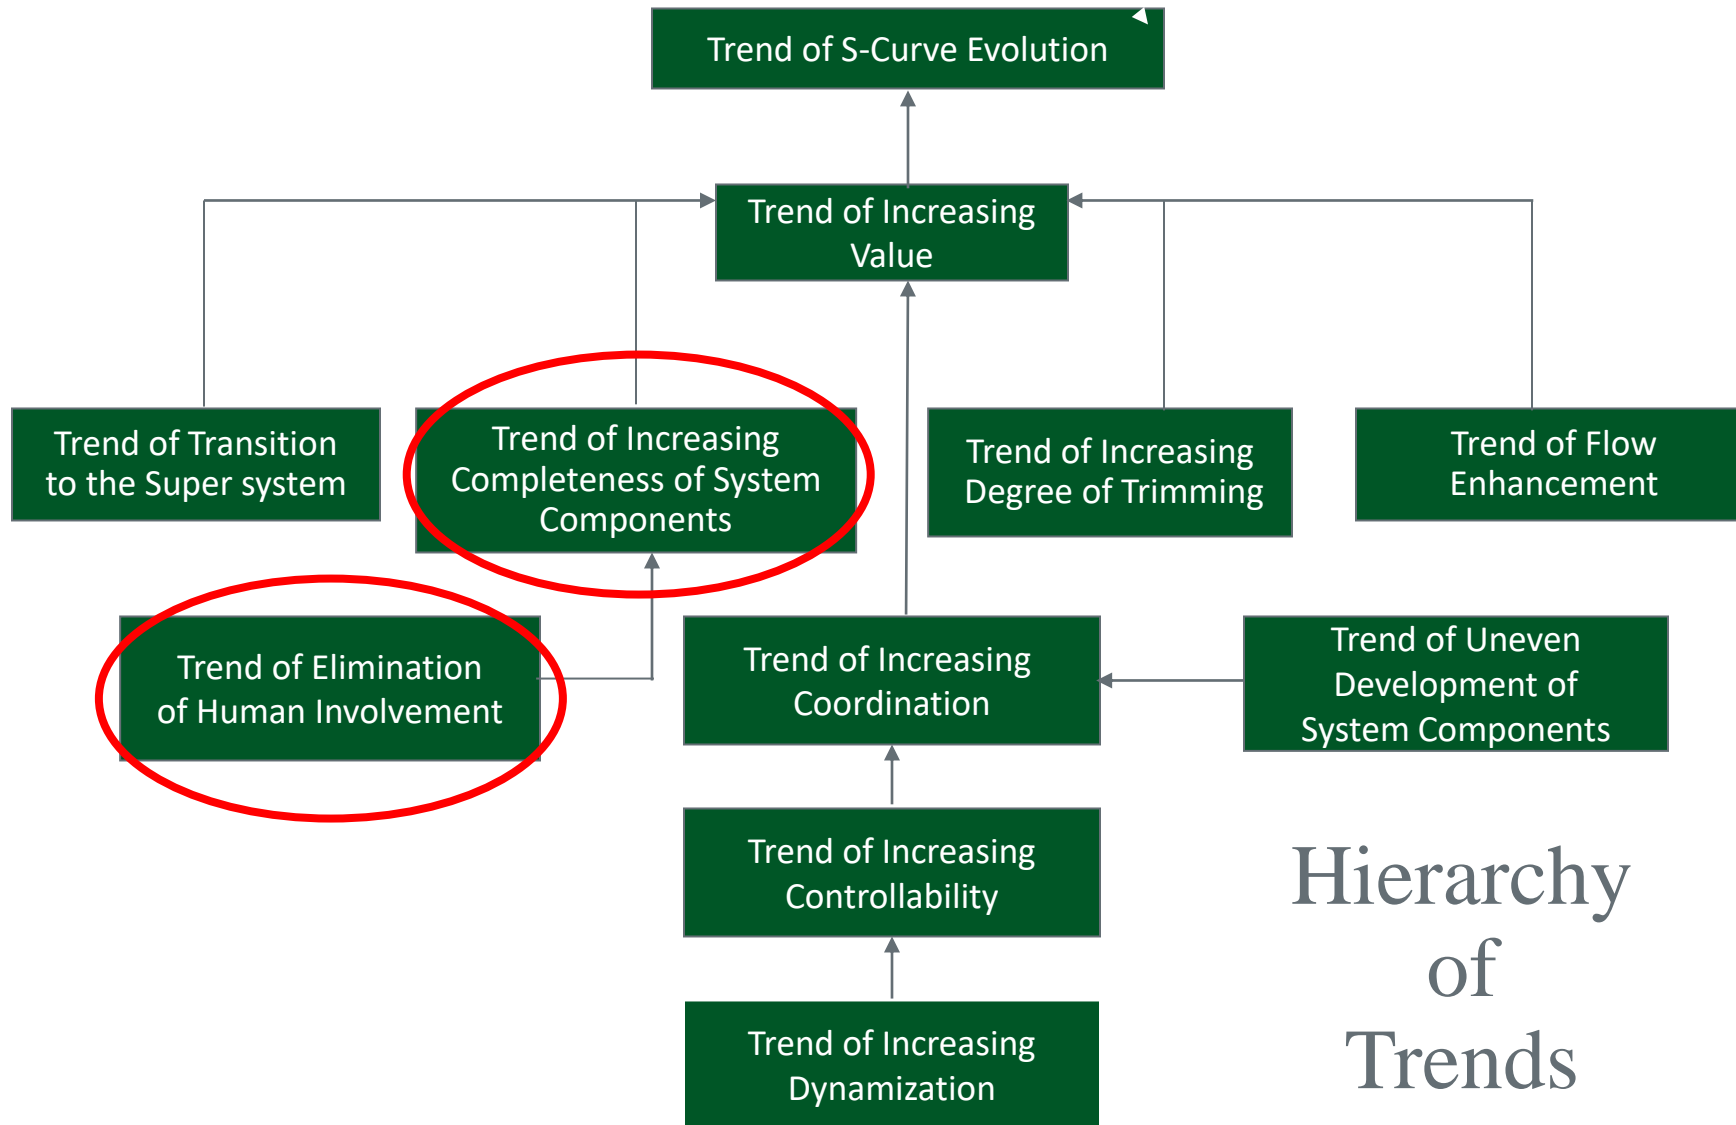 Trend of S-Curve Evolution
Trend of Increasing
Value
Trend of Transition
to the Super system
Trend of Increasing
Completeness of System
Components
Trend of Increasing
Degree of Trimming
Trend of Flow
Enhancement
Trend of Elimination
of Human Involvement
Trend of Increasing
Coordination
Trend of Uneven
Development of
System Components
Trend of Increasing
Controllability
Trend of Increasing
Dynamization
Hierarchy
of
Trends